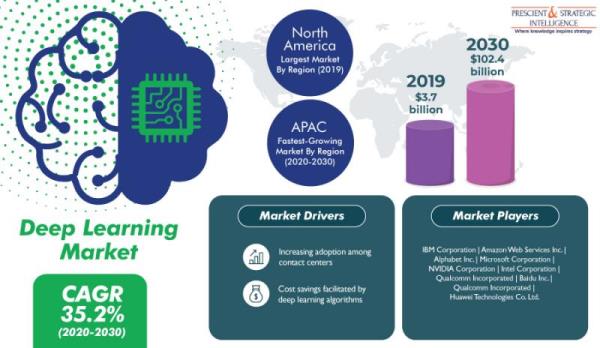 PRESCIENT & STRATEGIC
INTELLIGENCE
Where knowledge inspires strategy
North
America
Largest Market
By Region (2019)
APAC
Fastest-Growing
Market By Region
(2020-2030)
2019
$3.7
billion
2030
$102.4
billion
Deep Learning
Market
CAGR
35.2%
(2020-2030)
Market Drivers
Increasing adoption among
contact centers
Cost savings facilitated by
deep learning algorithms
Market Players
IBM Corporation | Amazon Web Services Inc. |
Alphabet Inc. | Microsoft Corporation |
NVIDIA Corporation | Intel Corporation |
Qualcomm Incorporated | Baidu Inc. |
Qualcomm Incorporated |
Huawei Technologies Co. Ltd.